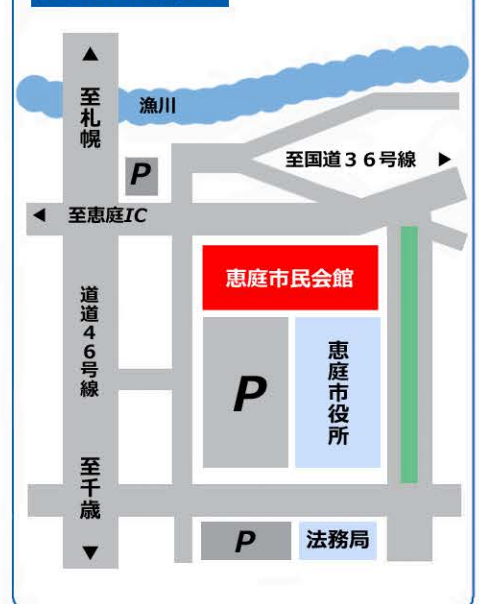 ▲
至札幌
漁川
P
至国道３６号線 ▶
◀ 至恵庭IC
恵庭市民会館
道道４６号線
P
恵庭市役所
至千歳
▼
P
法務局